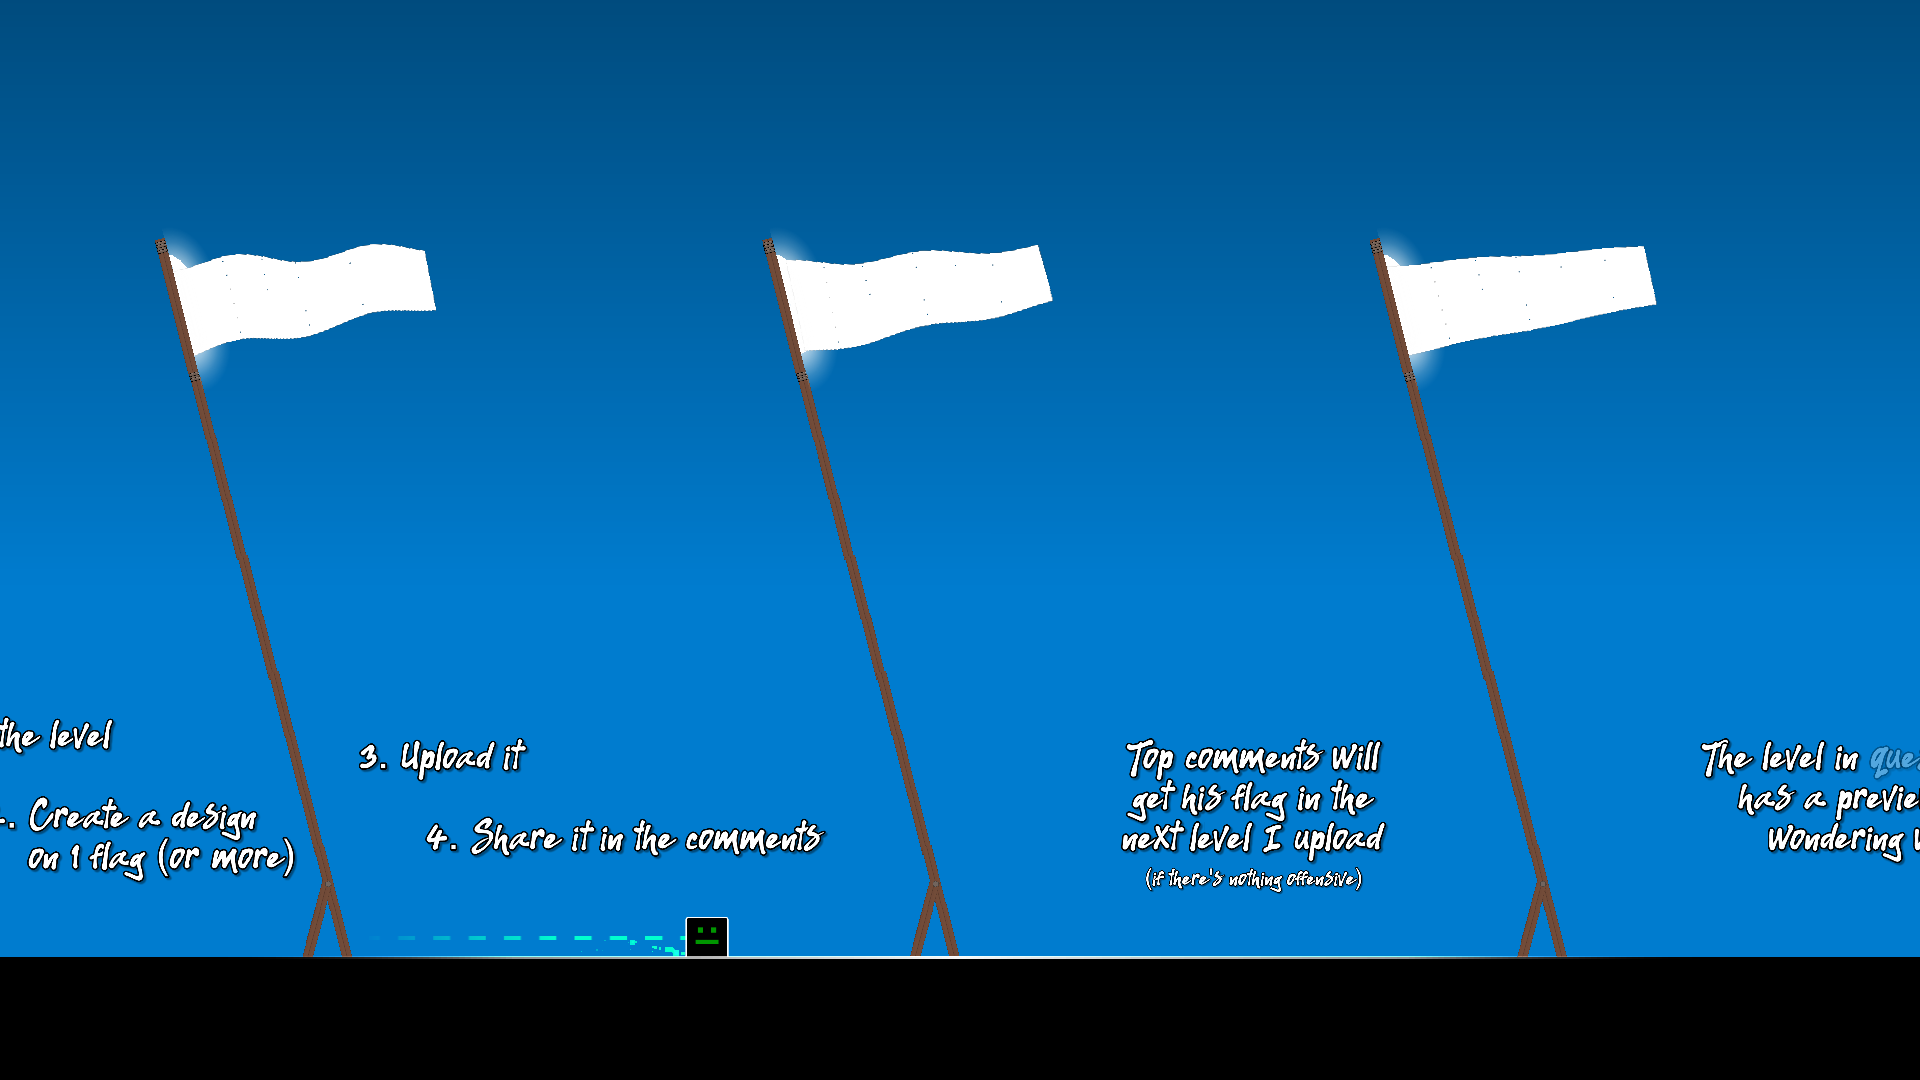 the level
Create a design
on 1 flag (or more)
3. Upload it
4. Share it in the comments
Top comments will
get his flag in the
next level I upload
(if there's nothing offensive)
The level in
has a
Wondering